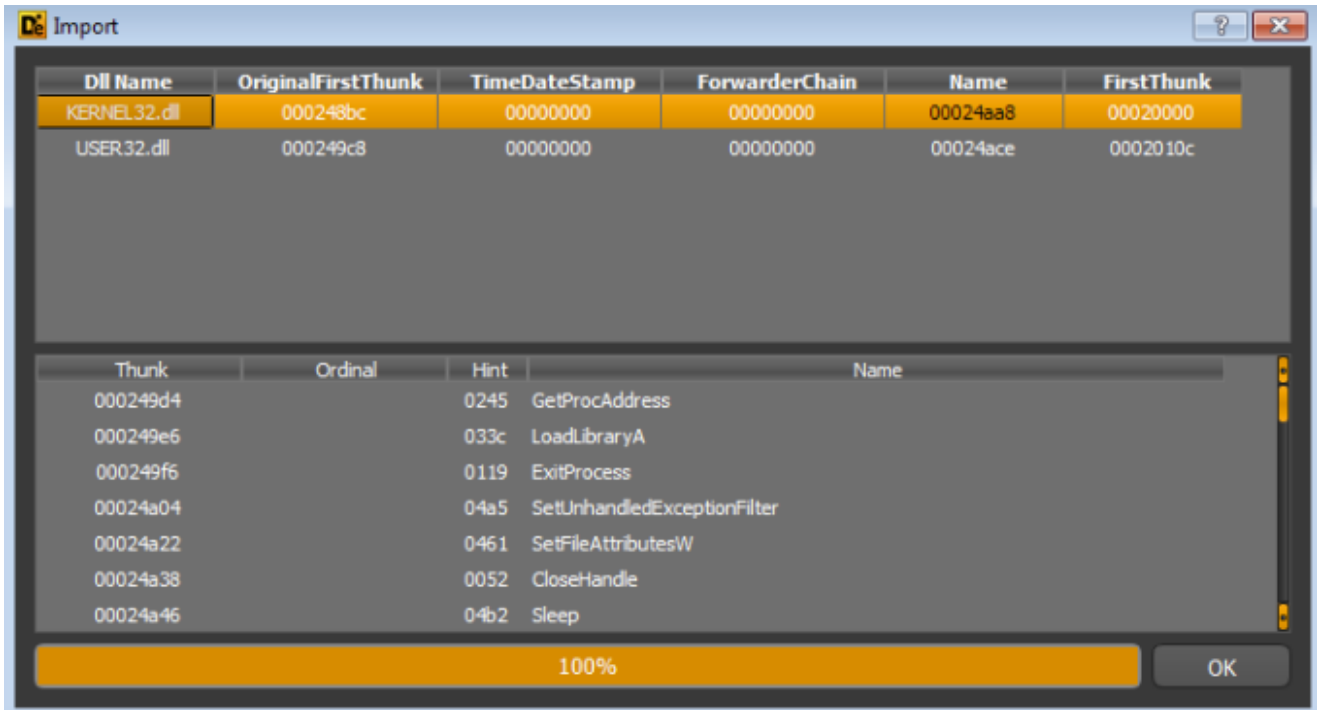 De Import ?
Dll Name OriginalFirstThunk TimeDateStamp ForwarderChain Name FirstThunk
KERNEL32.dll 000248bc 00000000 00000000 00024aa8 00020000
USER32.dll 000249c8 00000000 00000000 00024ace 0002010c
Thunk Ordinal Hint Name
000249d4 0245 GetProcAddress
000249e6 033c LoadLibraryA
000249f6 0119 ExitProcess
00024a04 04a5 SetUnhandledExceptionFilter
00024a22 0461 SetFileAttributesW
00024a38 0052 CloseHandle
00024a46 04b2 Sleep
100% OK